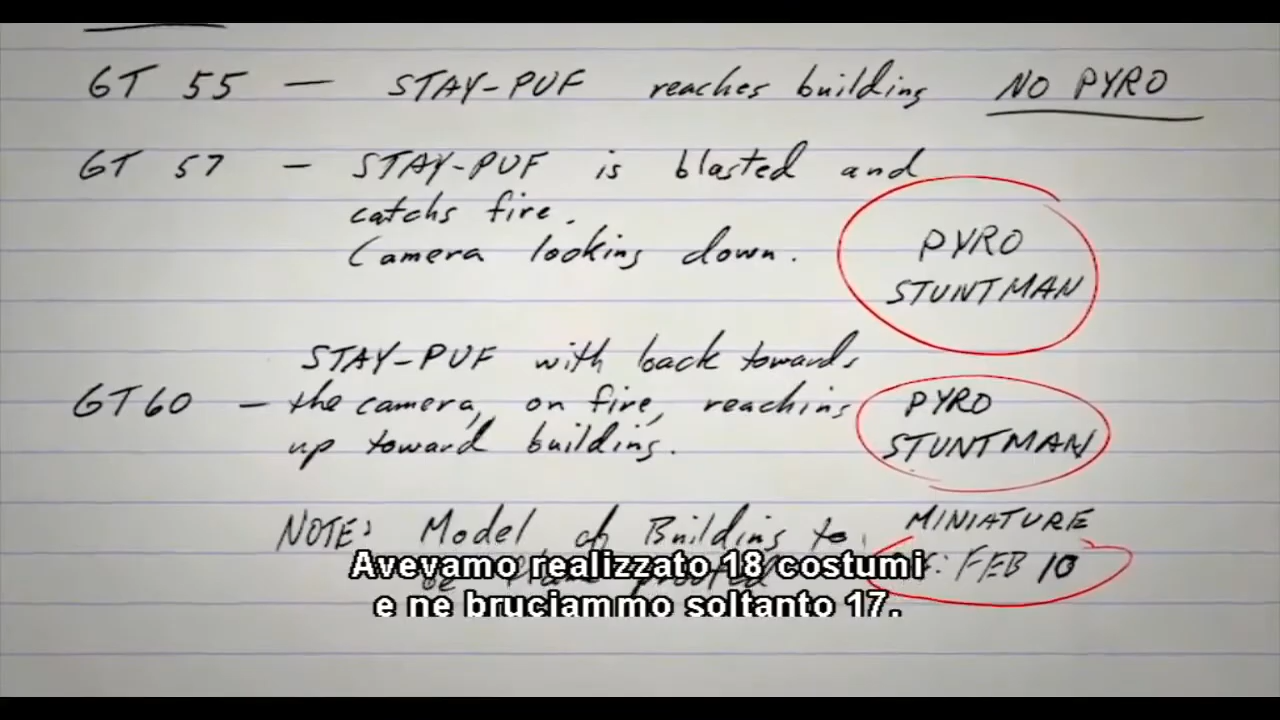 GT 55 — STAY-PUF reaches building NO PYRO
GT 57 — STAY-PUF is blasted and
catchs fire.
Camera looking down.
PYRO
STUNTMAN
STAY-PUF with back towards
GT60 — the camera, on fire, reaching
up toward building.
PYRO
STUNTMAN
NOTE: Model of Building to
be
MINIATURE
FEB 10
Avevamo realizzato 18 costumi
e ne bruciammo soltanto 17.